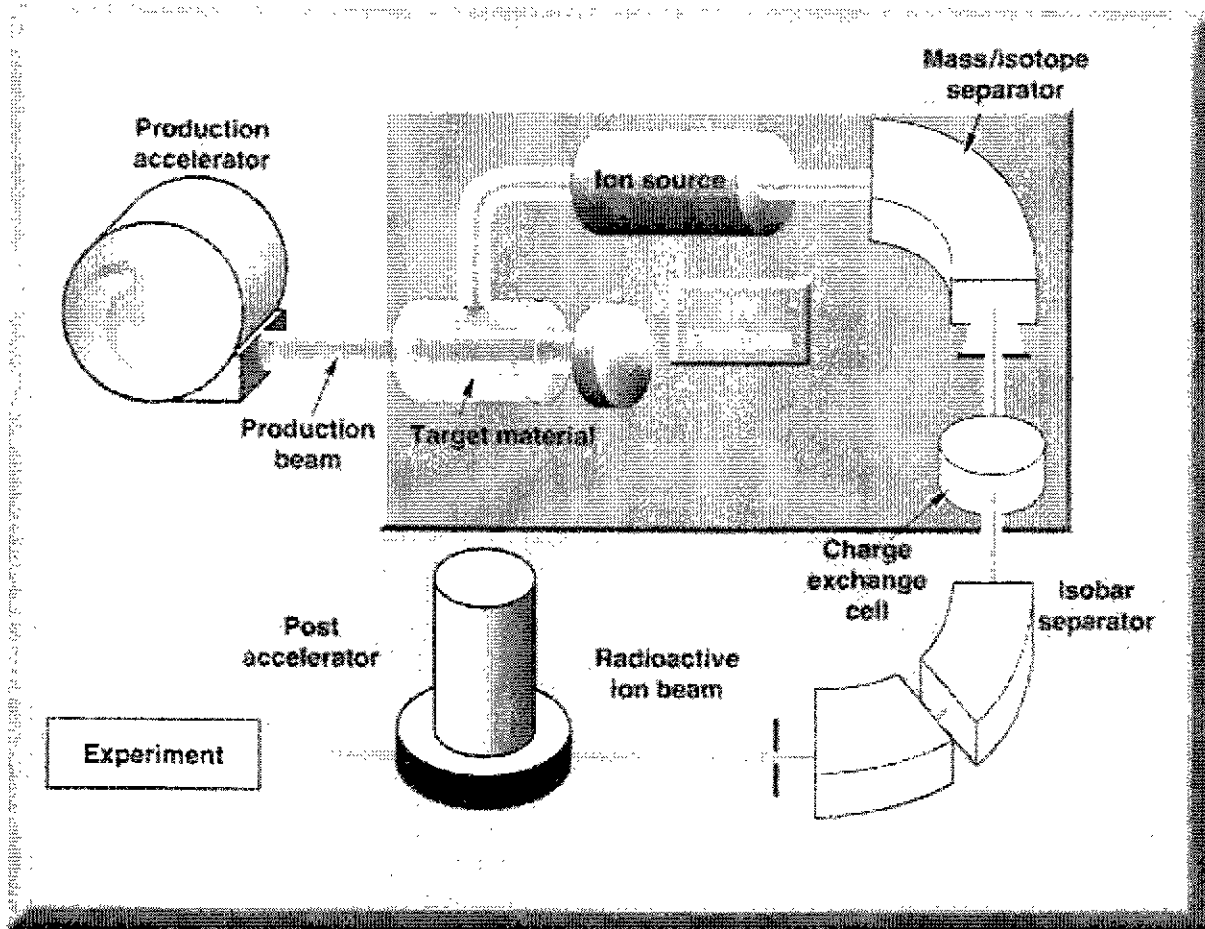 Mass/isotope
separator
Production
accelerator
Ion source
Production
beam
Target material
Charge
exchange
cell
Isobar
separator
Post
accelerator
Radioactive
ion beam
Experiment